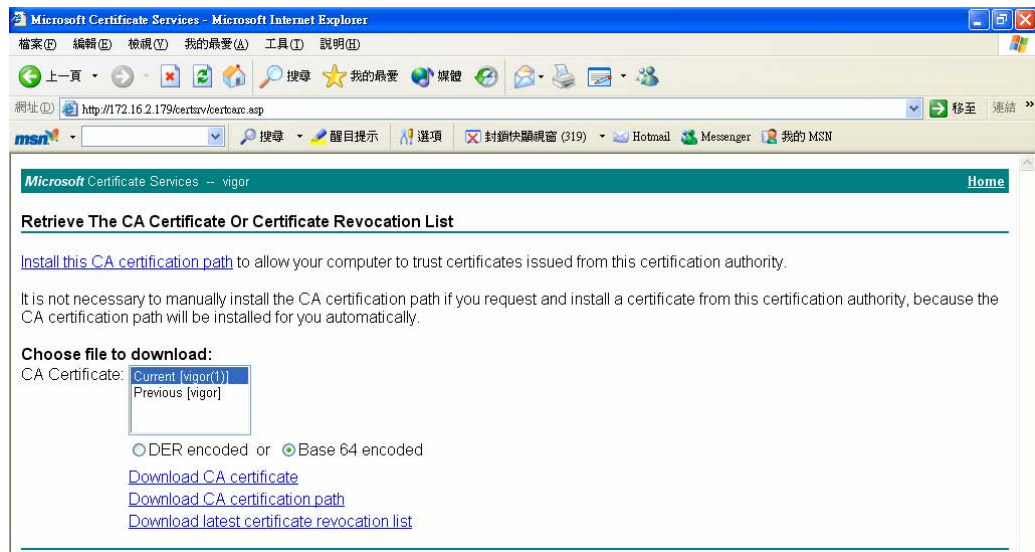 Microsoft Certificate Services - Microsoft Internet Explorer
檔案(F) 編輯(E) 檢視(V) 我的最愛(A) 工具(T) 說明(H)
上一頁 搜尋 我的最愛 媒體
網址(D) http://172.16.2.179/certsrv/certcarc.asp 移至 連結 »
msn 搜尋 醒目提示 選項 封鎖快顯視窗 (319) Hotmail Messenger 我的 MSN
Microsoft Certificate Services -- vigor Home
Retrieve The CA Certificate Or Certificate Revocation List
Install this CA certification path to allow your computer to trust certificates issued from this certification authority.
It is not necessary to manually install the CA certification path if you request and install a certificate from this certification authority, because the
CA certification path will be installed for you automatically.
Choose file to download:
CA Certificate: Current [vigor(1)]
Previous [vigor]
DER encoded or Base 64 encoded
Download CA certificate
Download CA certification path
Download latest certificate revocation list